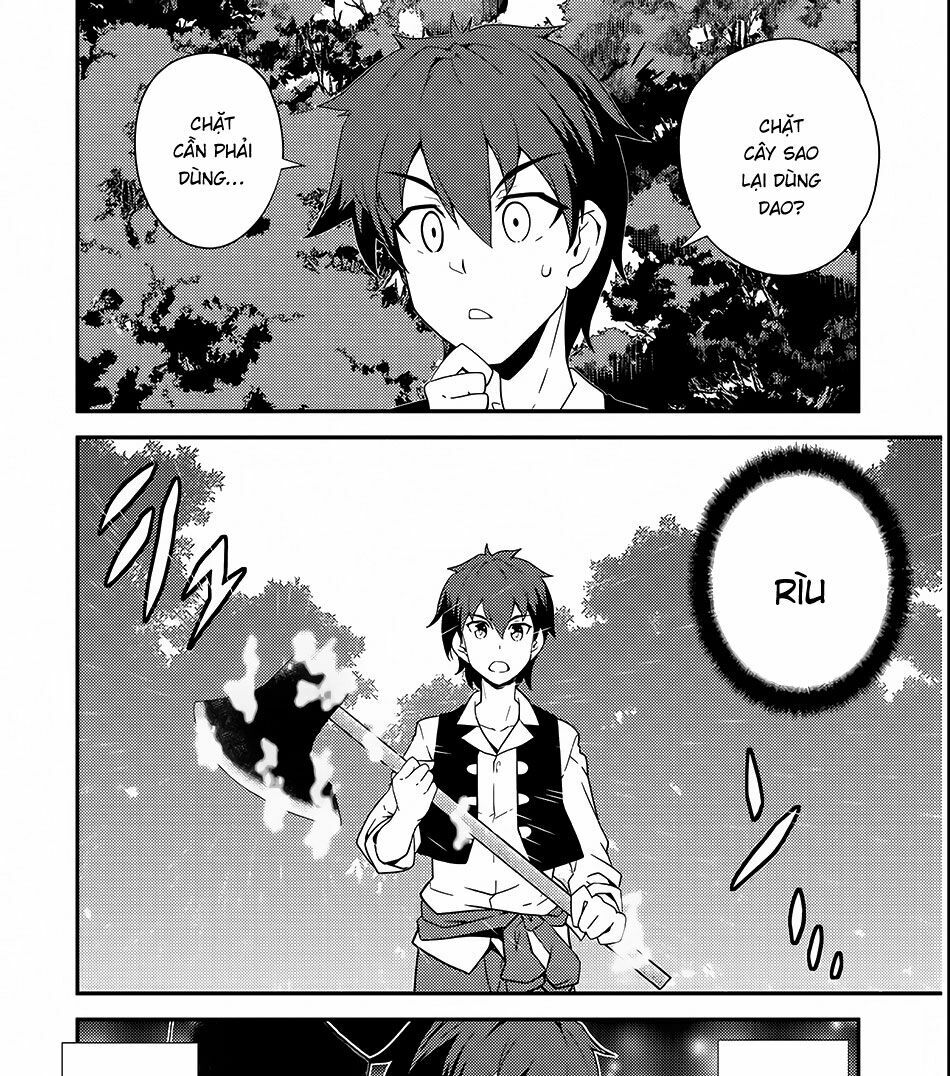 CHẶT
CÂY SAO
LẠI DÙNG
DAO?
CHẶT
CẦN PHẢI
DÙNG...
RÌU